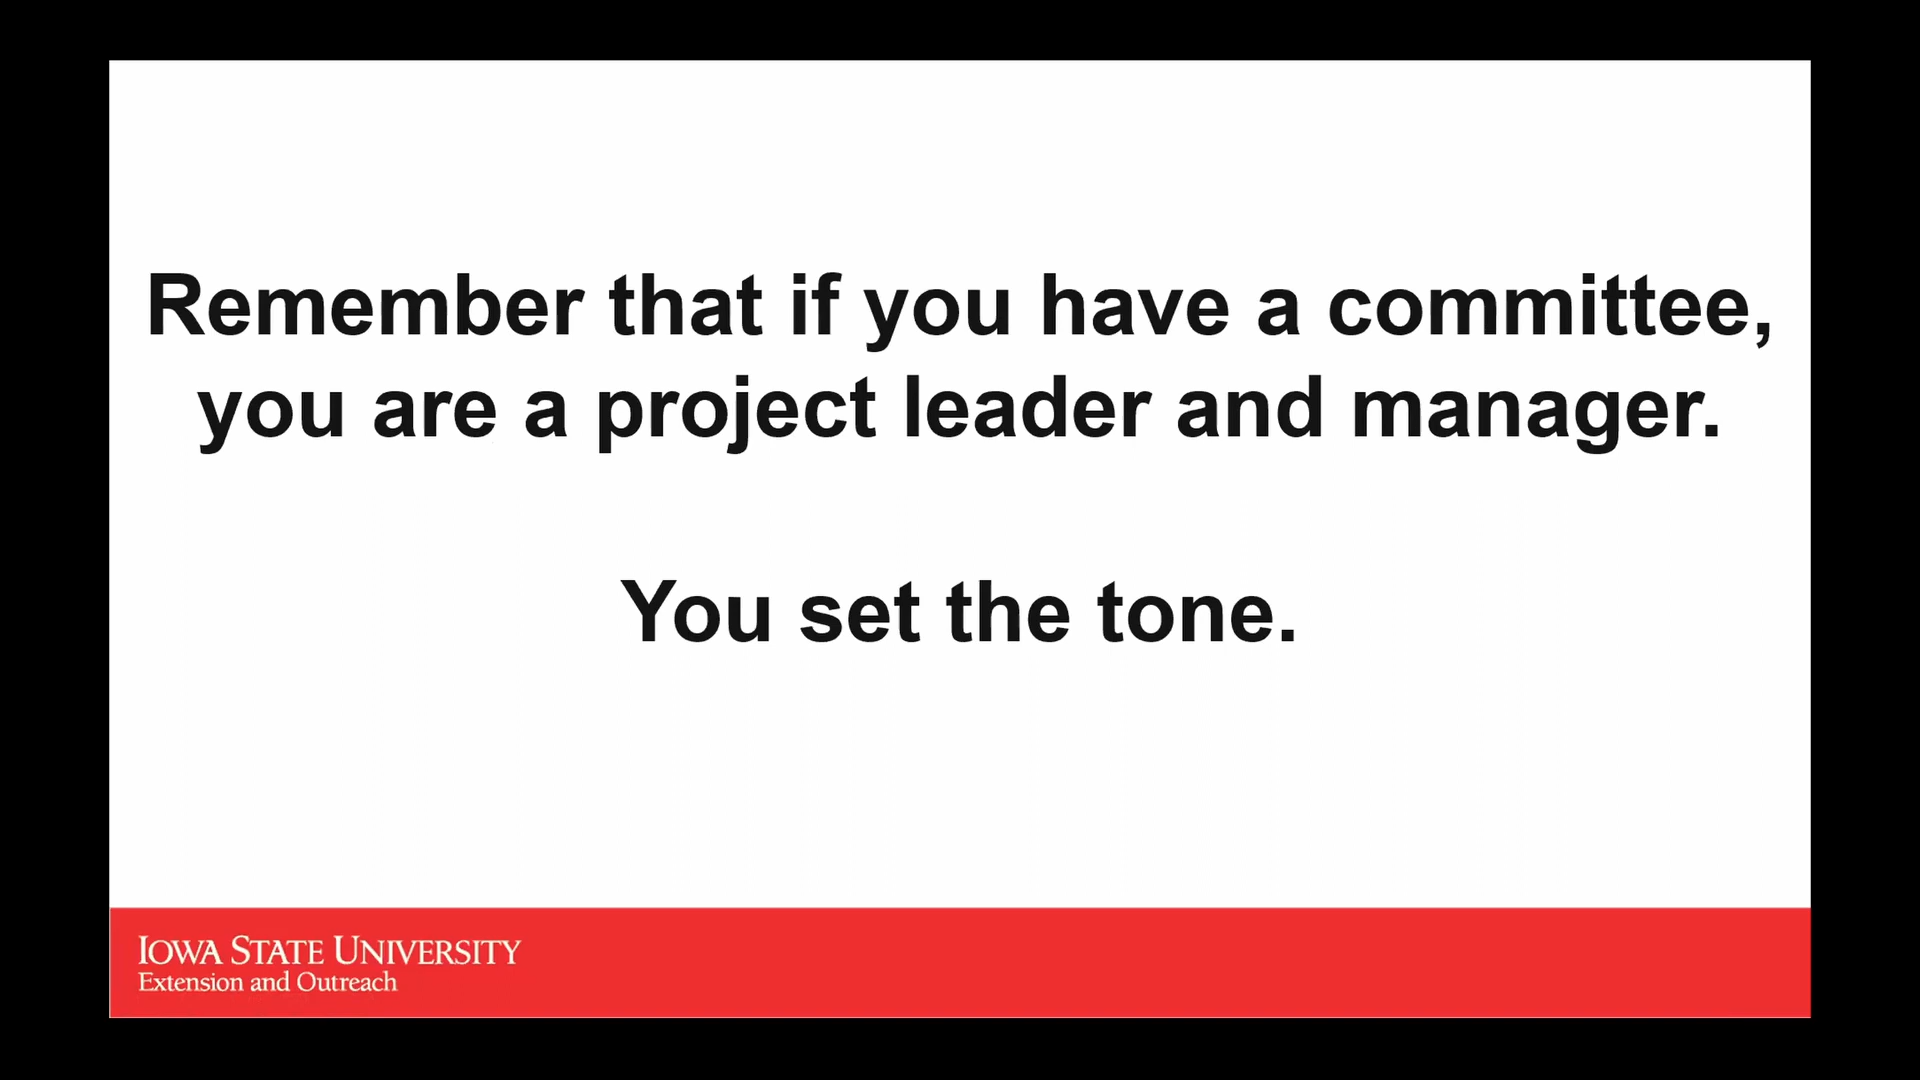 Remember that if you have a committee,
you are a project leader and manager.
You set the tone.
IOWA STATE UNIVERSITY
Extension and Outreach